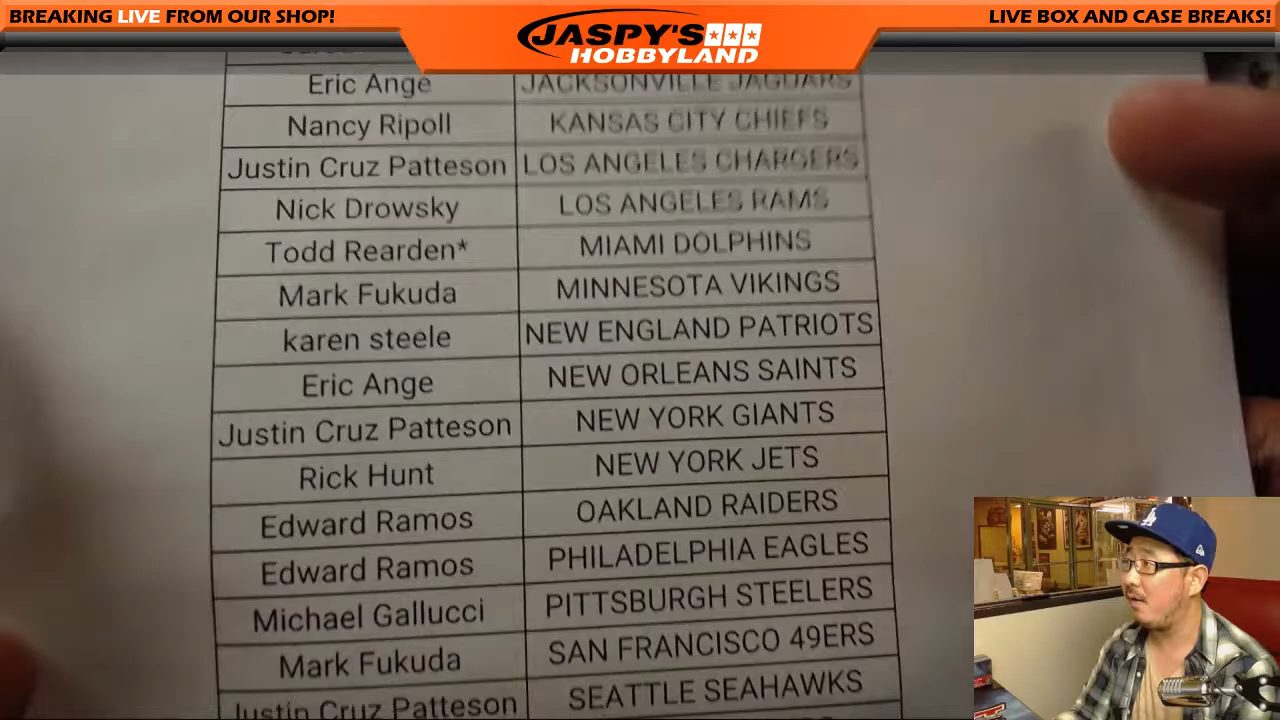 BREAKING LIVE FROM OUR SHOP!
JASPY'S
HOBBYLAND
LIVE BOX AND CASE BREAKS!
Eric Ange JACKSONVILLE JAGUARS
Nancy Ripoll KANSAS CITY CHIEFS
Justin Cruz Patteson LOS ANGELES CHARGERS
Nick Drowsky LOS ANGELES RAMS
Todd Rearden* MIAMI DOLPHINS
Mark Fukuda MINNESOTA VIKINGS
karen steele NEW ENGLAND PATRIOTS
Eric Ange NEW ORLEANS SAINTS
Justin Cruz Patteson NEW YORK GIANTS
Rick Hunt NEW YORK JETS
Edward Ramos OAKLAND RAIDERS
Edward Ramos PHILADELPHIA EAGLES
Michael Gallucci PITTSBURGH STEELERS
Mark Fukuda SAN FRANCISCO 49ERS
Justin Cruz Patteson SEATTLE SEAHAWKS
LA